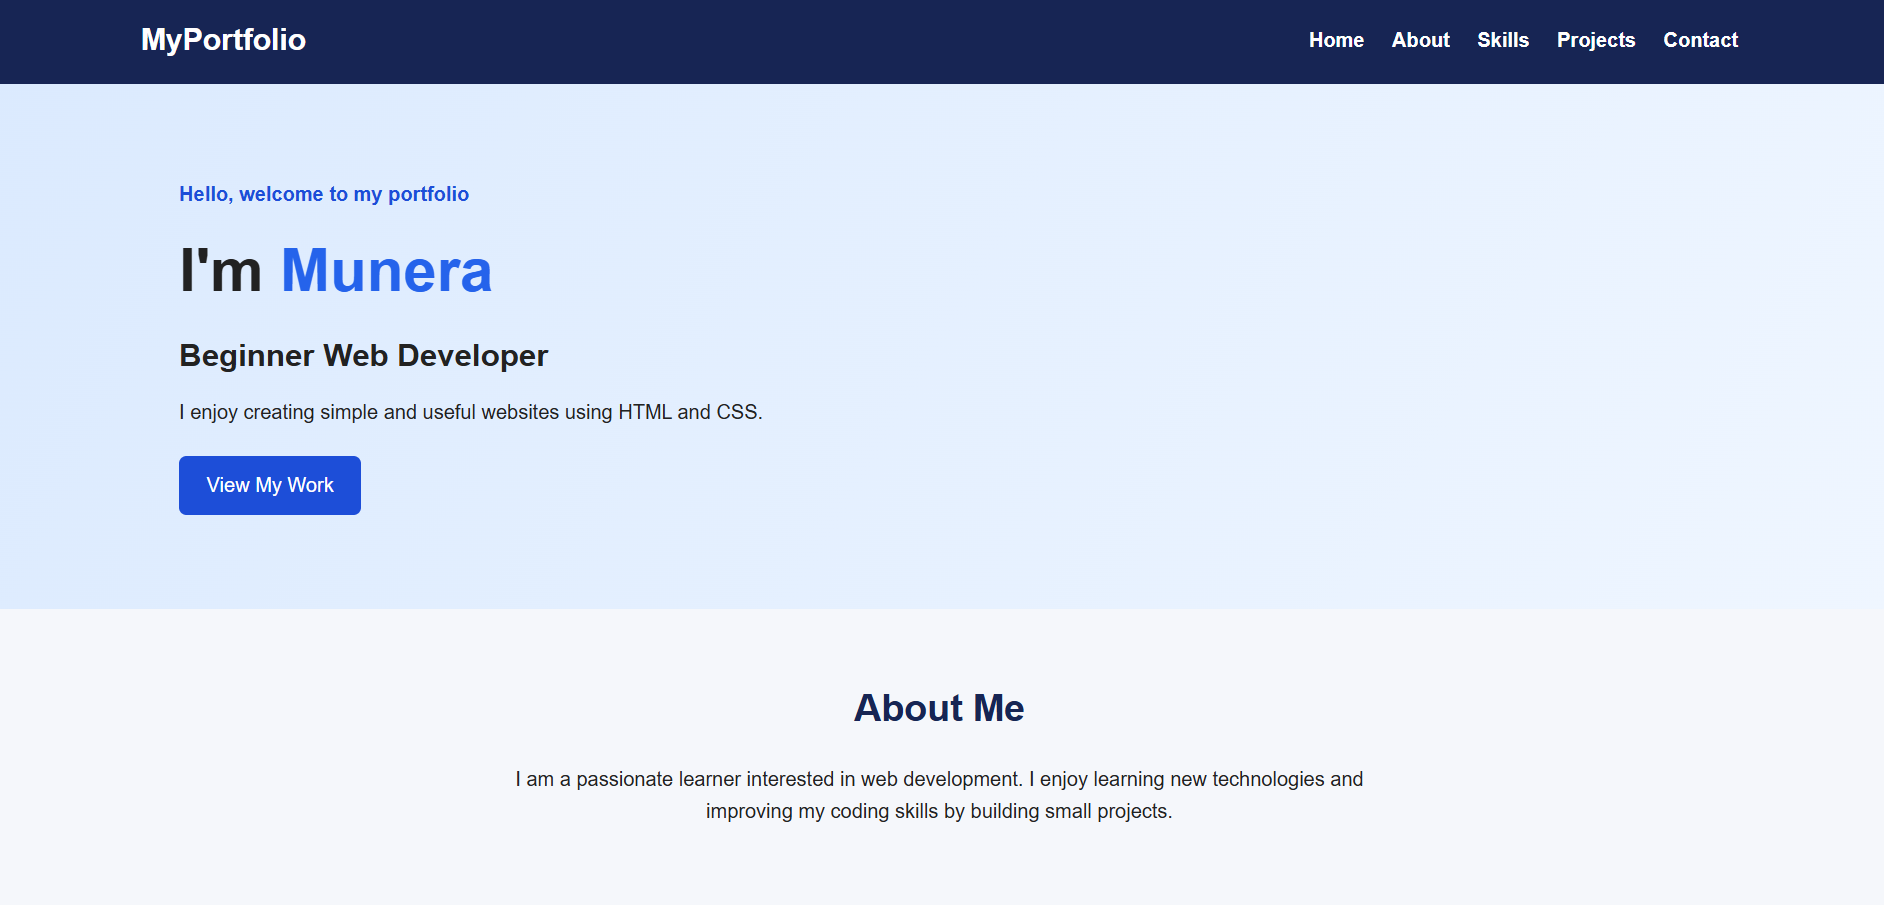 MyPortfolio
Home About Skills Projects Contact
Hello, welcome to my portfolio
I'm Munera
Beginner Web Developer
I enjoy creating simple and useful websites using HTML and CSS.
View My Work
About Me
I am a passionate learner interested in web development. I enjoy learning new technologies and
improving my coding skills by building small projects.